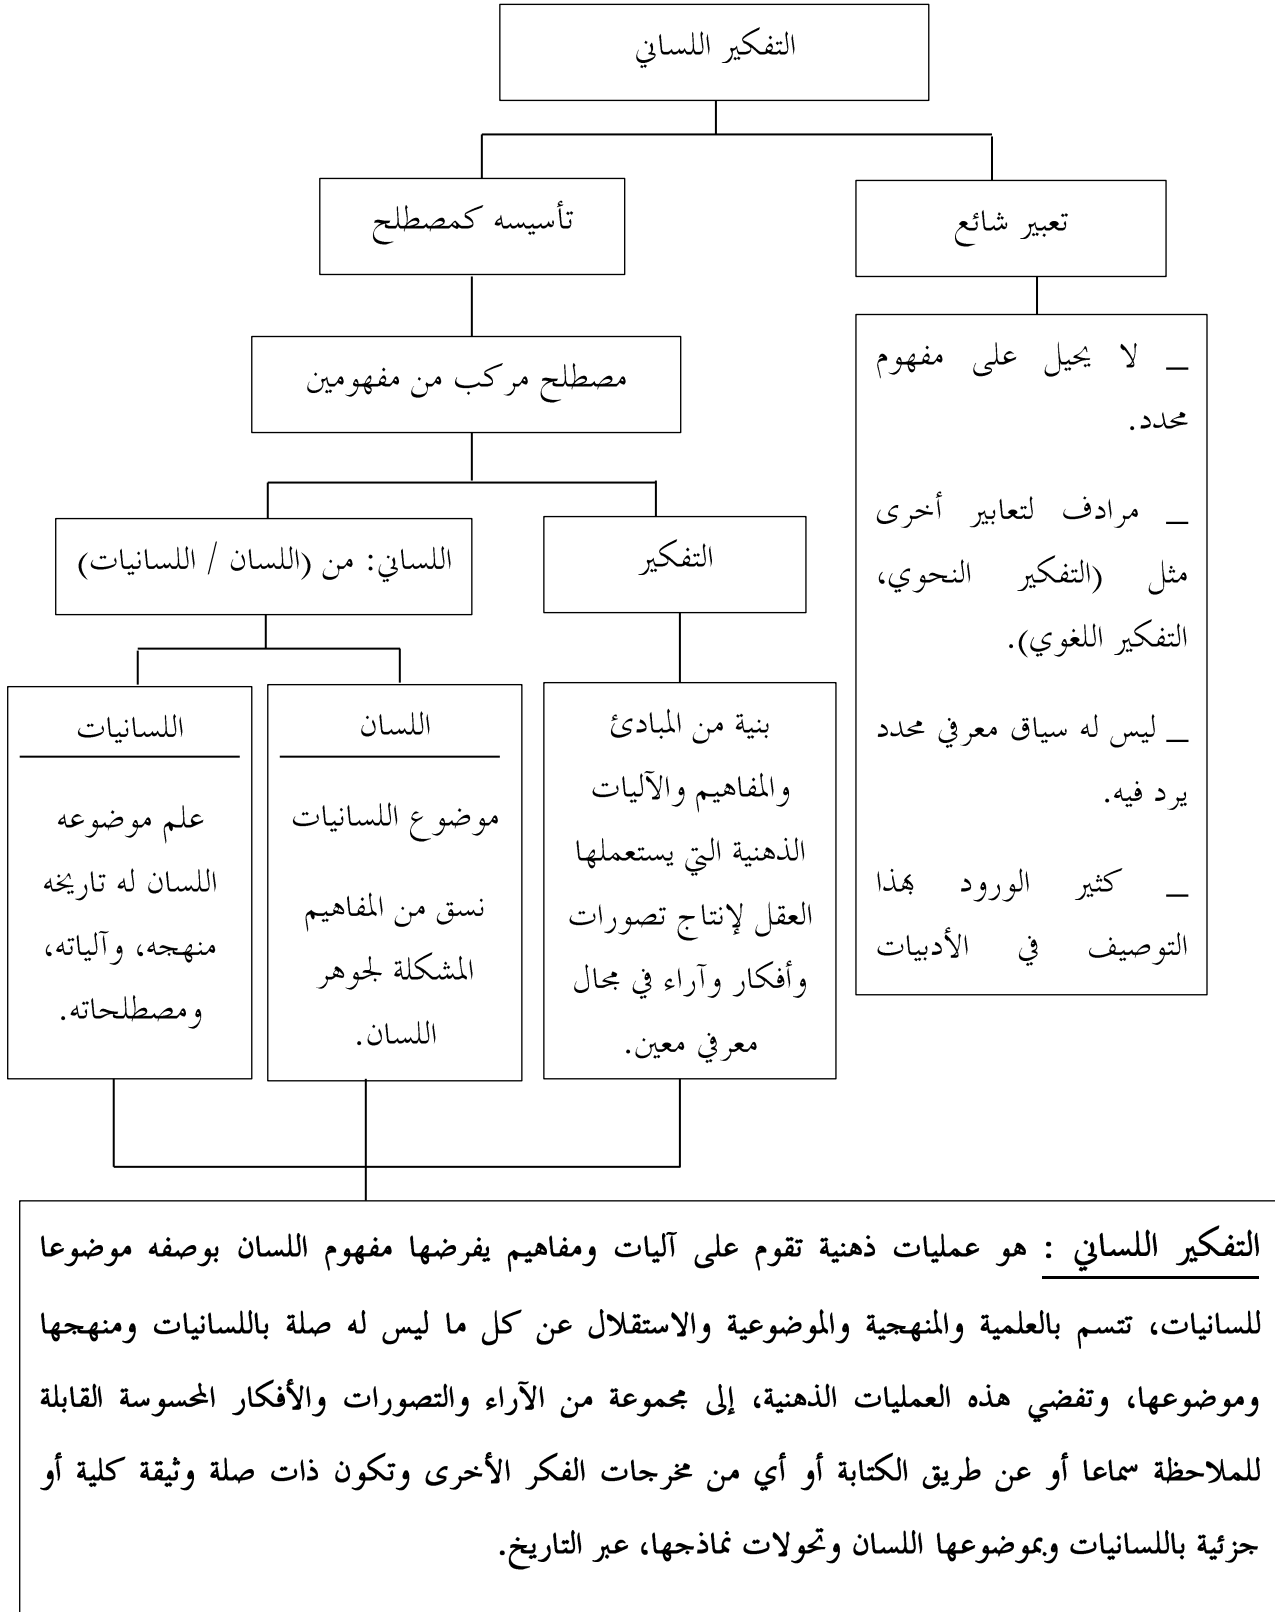 التفكير اللساني
تعبير شائع
تأسيسه كمصطلح
_ لا يحيل على مفهوم
محدد.
_ مرادف لتعابير أخرى
مثل (التفكير النحوي،
التفكير اللغوي).
_ ليس له سياق معرفي محدد
يرد فيه.
_ كثير الورود بهذا
التوصيف في الأدبيات
مصطلح مركب من مفهومين
التفكير
اللساني: من (اللسان / اللسانيات)
بنية من المبادئ
والمفاهيم والآليات
الذهنية التي يستعملها
العقل لإنتاج تصورات
وأفكار وآراء في مجال
معرفي معين.
اللسان
موضوع اللسانيات
نسق من المفاهيم
المشكلة لجوهر
اللسان.
اللسانيات
علم موضوعه
اللسان له تاريخه
منهجه، وآلياته،
ومصطلحاته.
التفكير اللساني : هو عمليات ذهنية تقوم على آليات ومفاهيم يفرضها مفهوم اللسان بوصفه موضوعا
للسانيات، تتسم بالعلمية والمنهجية والموضوعية والاستقلال عن كل ما ليس له صلة باللسانيات ومنهجها
وموضوعها، وتفضي هذه العمليات الذهنية، إلى مجموعة من الآراء والتصورات والأفكار المحسوسة القابلة
للملاحظة سماعا أو عن طريق الكتابة أو أي من مخرجات الفكر الأخرى وتكون ذات صلة وثيقة كلية أو
جزئية باللسانيات وبموضوعها اللسان وتحولات نماذجها، عبر التاريخ.